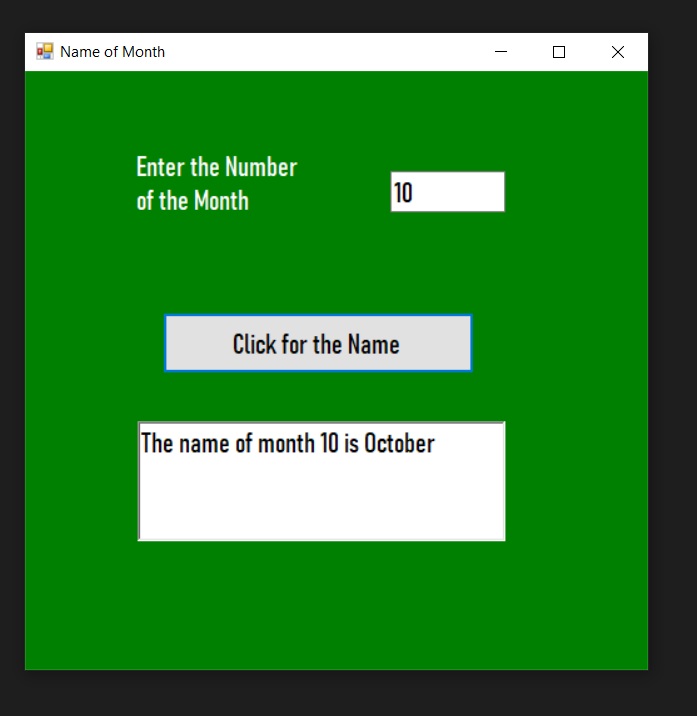 Name of Month
Enter the Number
of the Month
10
Click for the Name
The name of month 10 is October